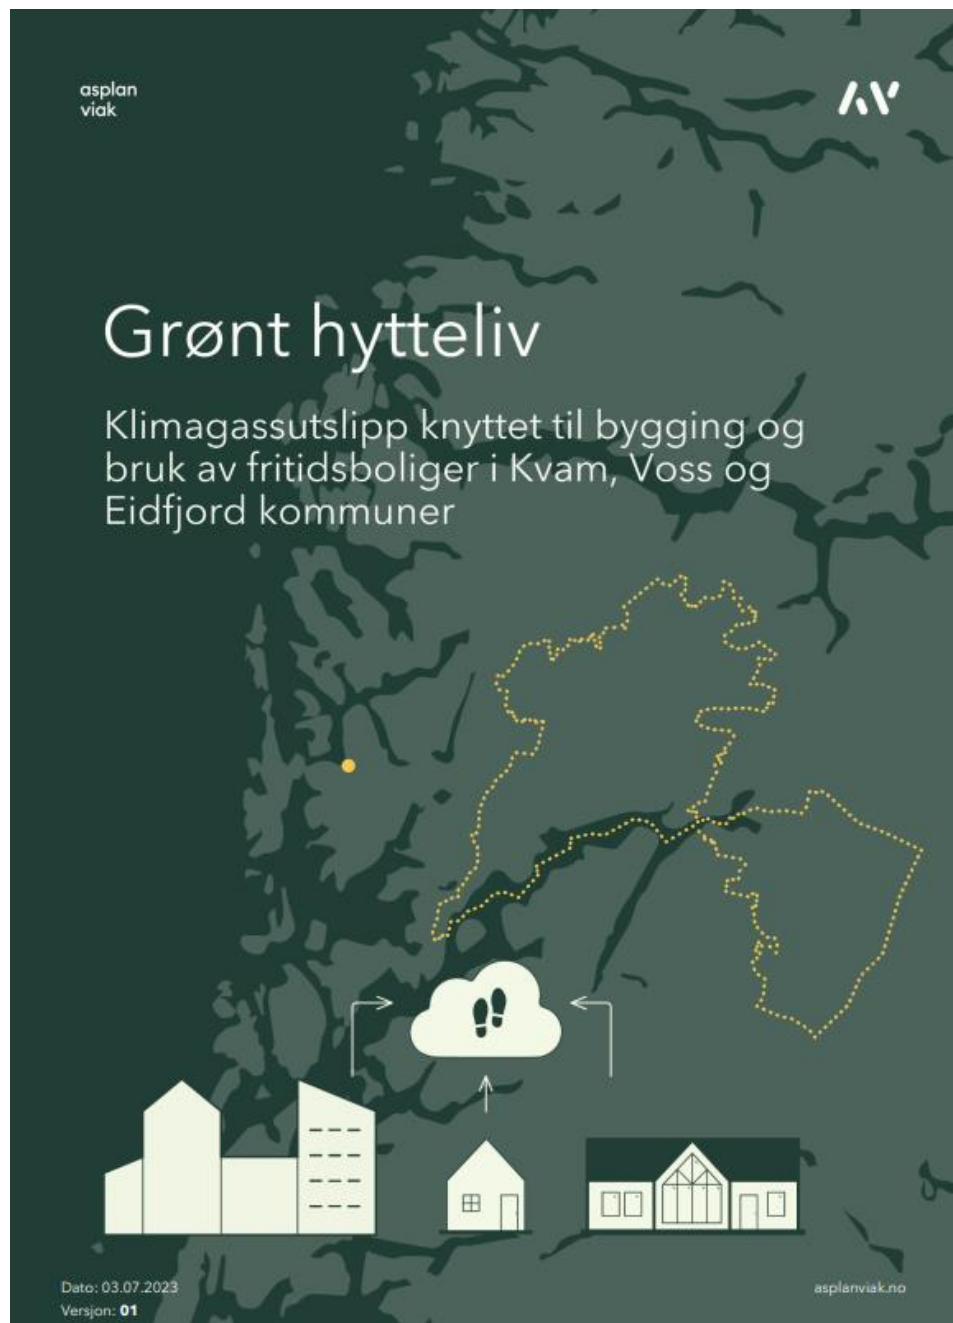 asplan
viak
Grønt hytteliv
Klimagassutslipp knyttet til bygging og
bruk av fritidsboliger i Kvam, Voss og
Eidfjord kommuner
Dato: 03.07.2023
asplanviak.no
Versjon: 01